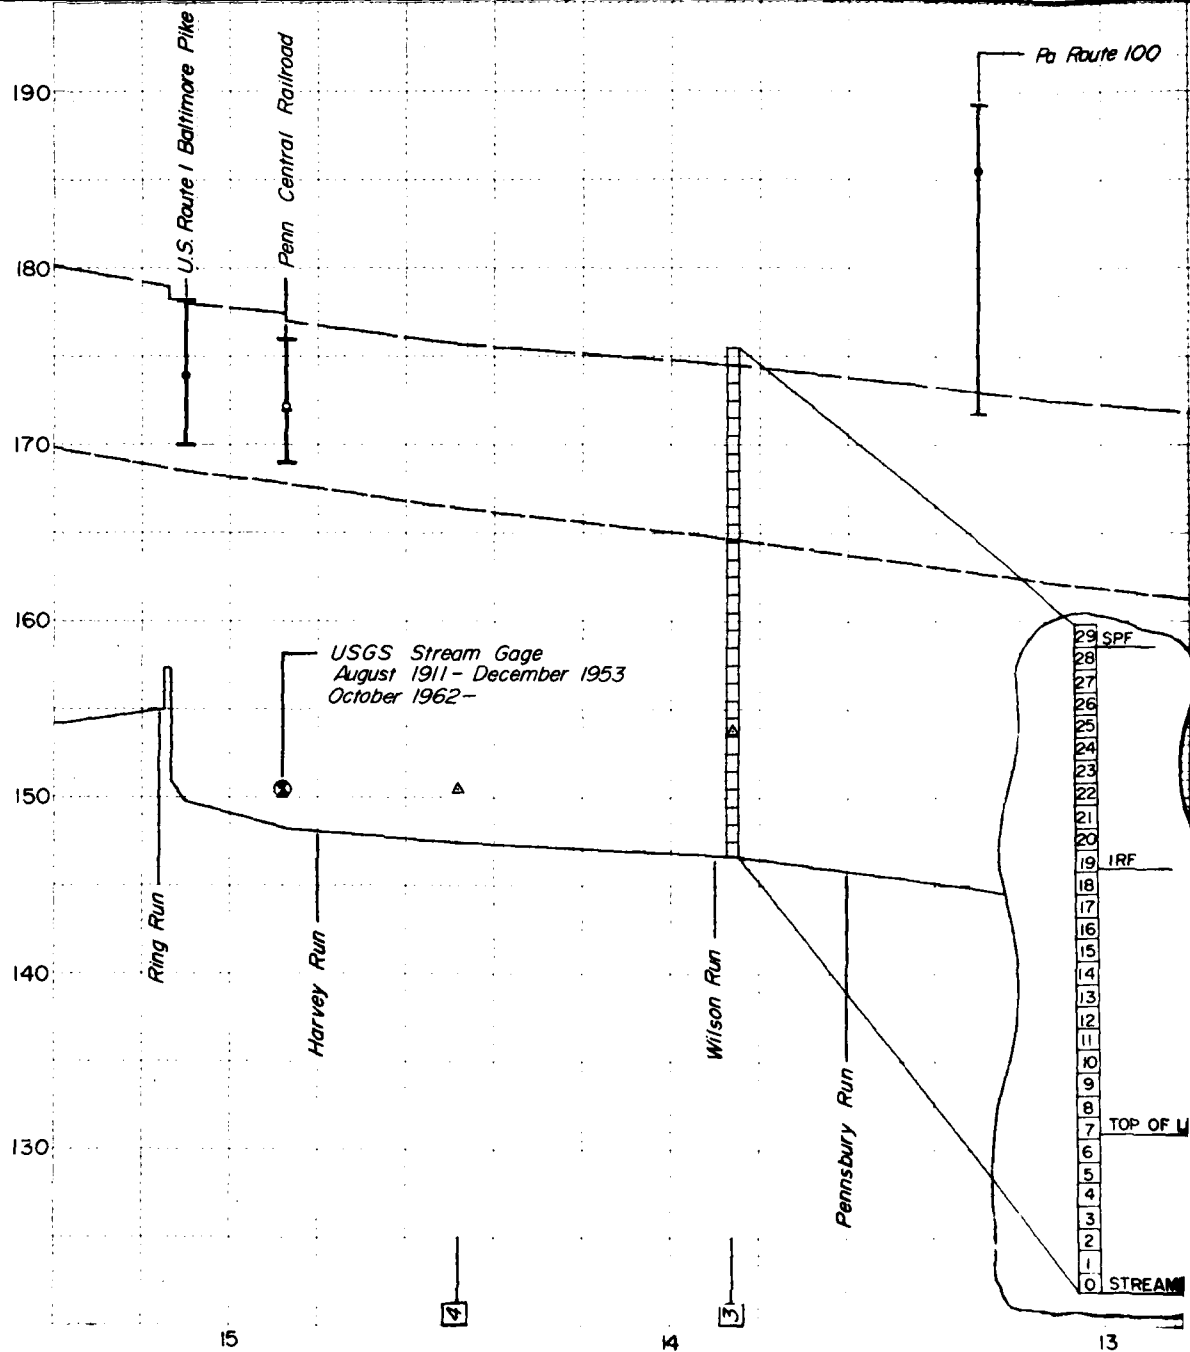 U.S. Route 1 Baltimore Pike
Penn Central Railroad
Pa Route 100
190
180
170
160
150
140
130
USGS Stream Gage
August 1911 - December 1953
October 1962-
Ring Run
Harvey Run
Wilson Run
Pennsbury Run
29 SPF
28
27
26
25
24
23
22
21
20
19 IRF
18
17
16
15
14
13
12
11
10
9
8
7 TOP OF
6
5
4
3
2
1
0 STREAM
4
3
15
14
13